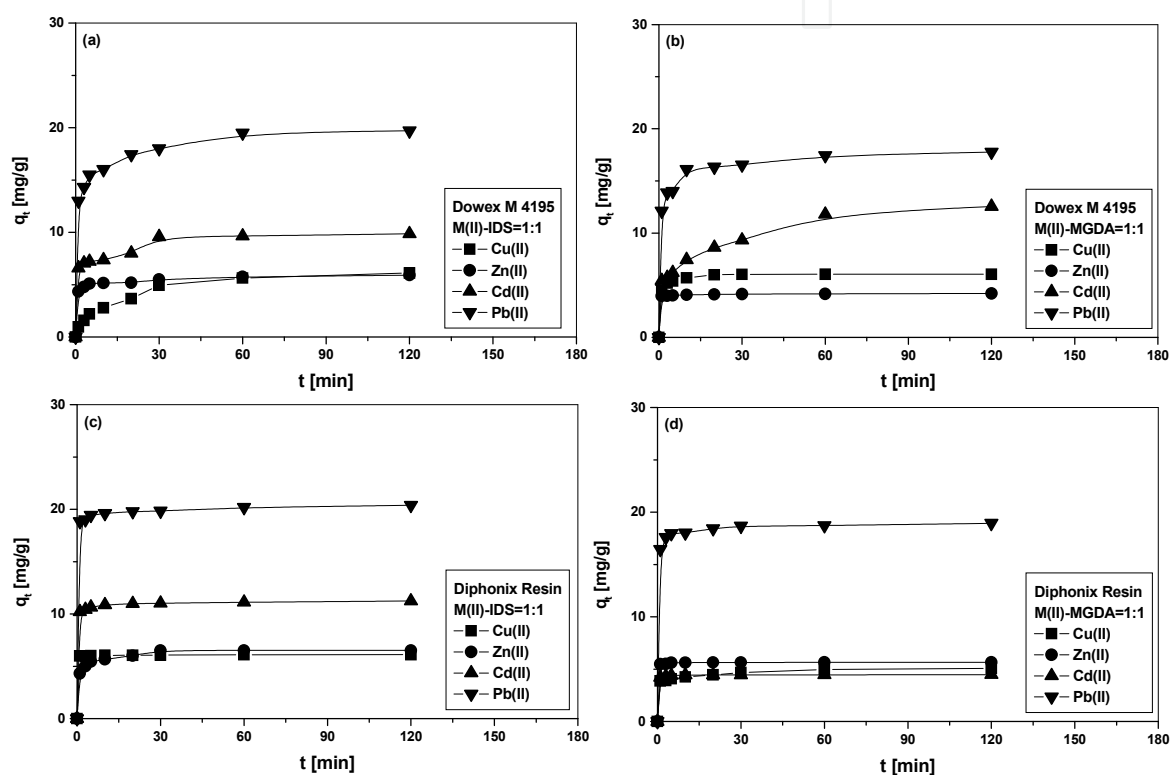 (a)
30
20
10
0
qt [mg/g]
0 30 60 90 120 150 180
t [min]
Dowex M 4195
M(II)-IDS=1:1
Cu(II)
Zn(II)
Cd(II)
Pb(II)
(b)
30
20
10
0
qt [mg/g]
0 30 60 90 120 150 180
t [min]
Dowex M 4195
M(II)-MGDA=1:1
Cu(II)
Zn(II)
Cd(II)
Pb(II)
(c)
30
20
10
0
qt [mg/g]
0 30 60 90 120 150 180
t [min]
Diphonix Resin
M(II)-IDS=1:1
Cu(II)
Zn(II)
Cd(II)
Pb(II)
(d)
30
20
10
0
qt [mg/g]
0 30 60 90 120 150 180
t [min]
Diphonix Resin
M(II)-MGDA=1:1
Cu(II)
Zn(II)
Cd(II)
Pb(II)